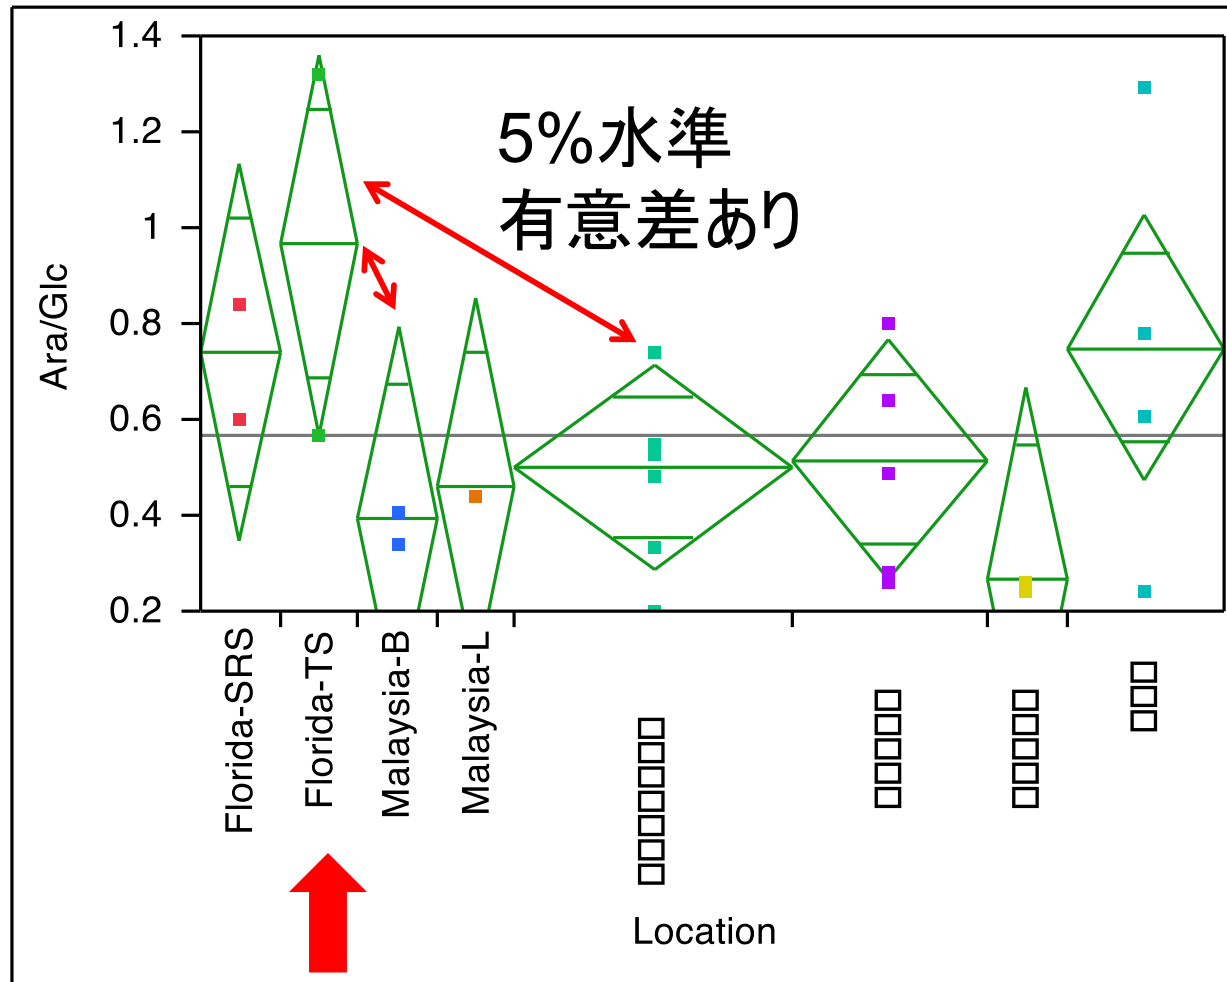 1.4
1.2
1
0.8
0.6
0.4
0.2
Ara/Glc
5%水準
有意差あり
Florida-SRS
Florida-TS
Malaysia-B
Malaysia-L
Location